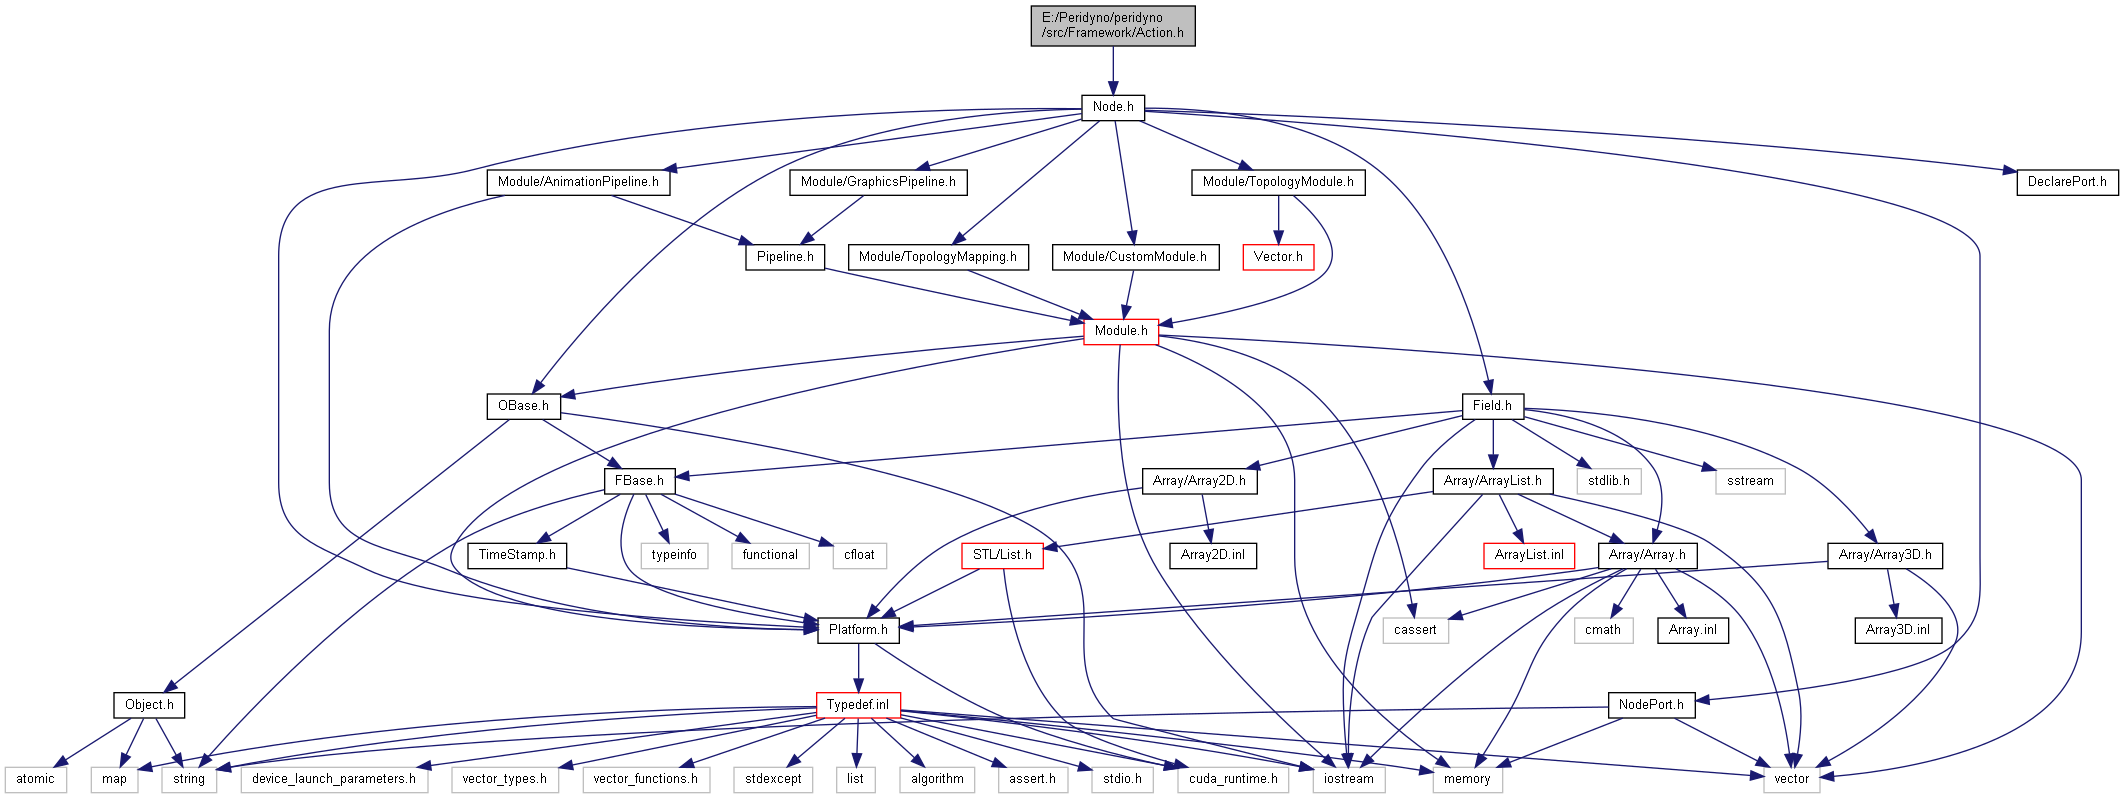 E:/Peridyno/peridyno
/src/Framework/Action.h
Node.h
Module/AnimationPipeline.h
Module/GraphicsPipeline.h
Module/TopologyModule.h
DeclarePort.h
Pipeline.h
Module/TopologyMapping.h
Module/CustomModule.h
Vector.h
Module.h
OBase.h
Field.h
FBase.h
Array/Array2D.h
Array/ArrayList.h
stdlib.h
sstream
TimeStamp.h
typeinfo
functional
cfloat
STL/List.h
Array2D.inl
ArrayList.inl
Array/Array.h
Array/Array3D.h
Platform.h
cassert
cmath
Array.inl
Array3D.inl
Object.h
Typedef.inl
NodePort.h
atomic
map
string
device_launch_parameters.h
vector_types.h
vector_functions.h
stdexcept
list
algorithm
assert.h
stdio.h
cuda_runtime.h
iostream
memory
vector